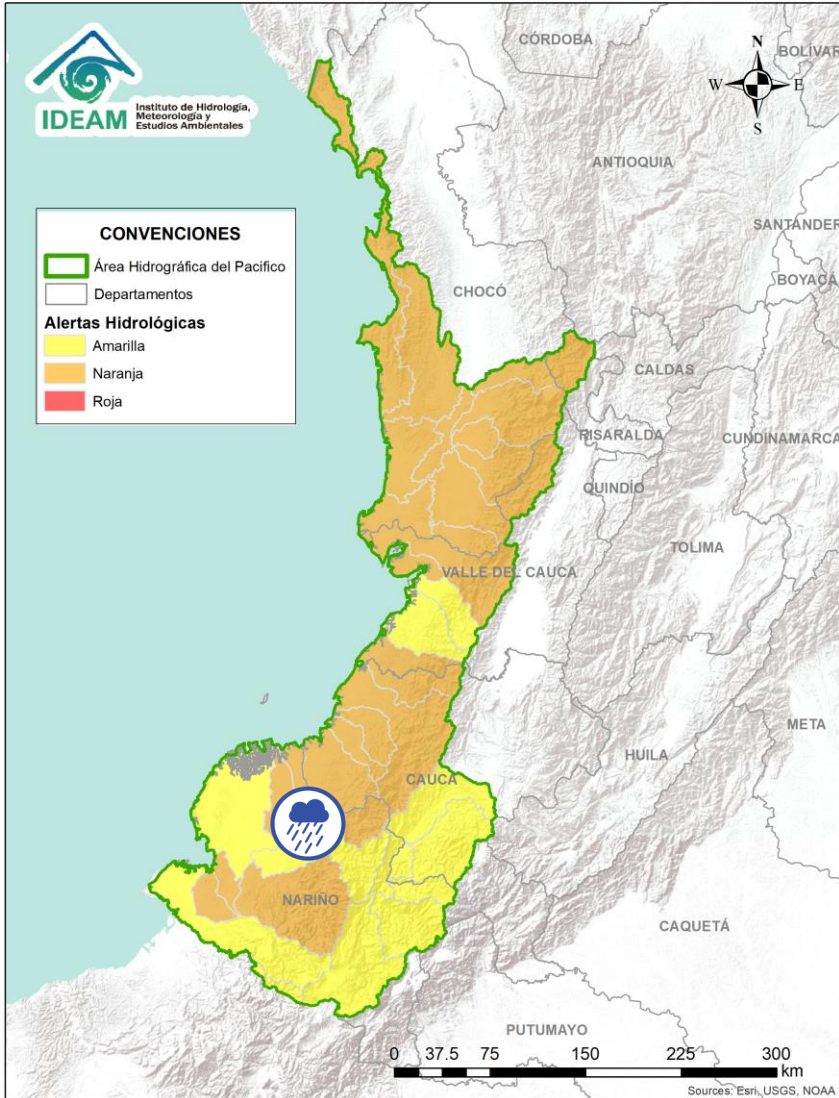 IDEAM
Instituto de Hidrología,
Meteorología y
Estudios Ambientales
CÓRDOBA
BOLÍVAR
N
W
E
S
ANTIOQUIA
SANTANDER
BOYACÁ
CONVENCIONES
Área Hidrográfica del Pacifico
Departamentos
Alertas Hidrológicas
Amarilla
Naranja
Roja
CHOCÓ
CALDAS
RISARALDA
CUNDINAMARCA
QUINDÍO
TOLIMA
VALLE DEL CAUCA
META
HUILA
CAUCA
NARIÑO
CAQUETÁ
PUTUMAYO
0 37.5 75 150 225 300
km
Sources: Esri, USGS, NOAA